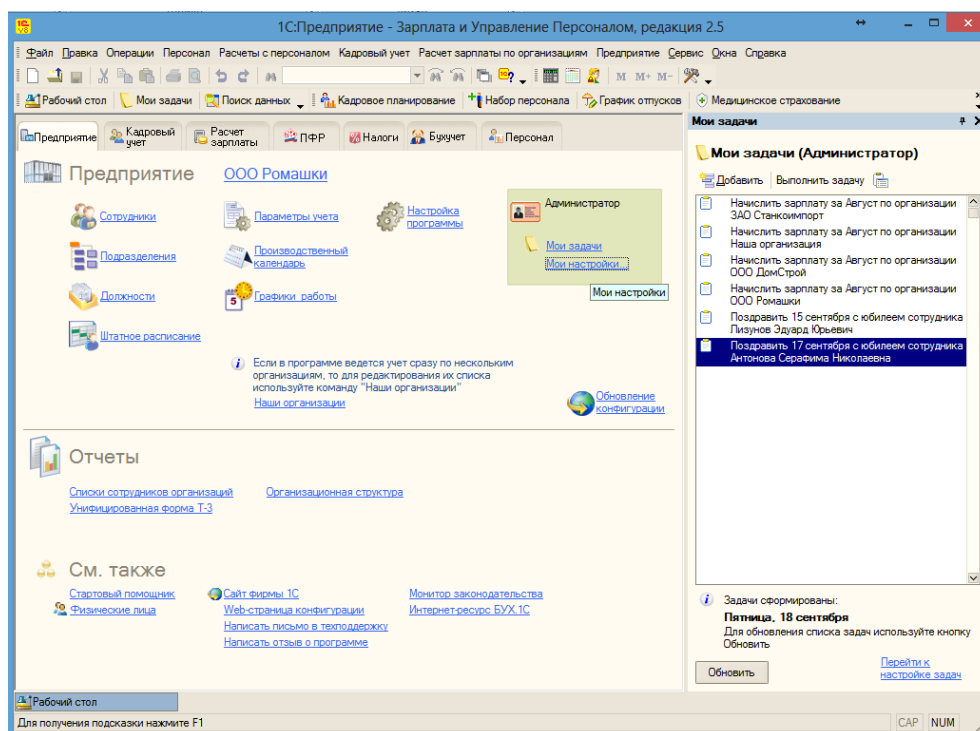 1С:Предприятие - Зарплата и Управление Персоналом, редакция 2.5
Файл Правка Операции Персонал Расчеты с персоналом Кадровый учет Расчет зарплаты по организациям Предприятие Сервис Окна Справка
M M+ M-
Рабочий стол Мои задачи Поиск данных Кадровое планирование Набор персонала График отпусков Медицинское страхование
Предприятие Кадровый учет Расчет зарплаты ПФР Налоги Бухучет Персонал
Предприятие ООО Ромашки
Сотрудники Параметры учета Настройка программы
Подразделения Производственный календарь
Должности Графики работы
Штатное расписание
Администратор
Мои задачи
Мои настройки...
Мои настройки
Если в программе ведется учет сразу по нескольким
организациям, то для редактирования их списка
используйте команду "Наши организации"
Наши организации
Обновление
конфигурации
Отчеты
Списки сотрудников организаций Организационная структура
Унифицированная форма Т-3
См. также
Стартовый помощник Сайт фирмы 1С Монитор законодательства
Физические лица Web-страница конфигурации Интернет-ресурс БУХ.1С
Написать письмо в техподдержку
Написать отзыв о программе
Мои задачи
Мои задачи (Администратор)
Добавить Выполнить задачу
Начислить зарплату за Август по организации
ЗАО Станкоимпорт
Начислить зарплату за Август по организации
Наша организация
Начислить зарплату за Август по организации
ООО ДомСтрой
Начислить зарплату за Август по организации
ООО Ромашки
Поздравить 15 сентября с юбилеем сотрудника
Лизунов Эдуард Юрьевич
Поздравить 17 сентября с юбилеем сотрудника
Антонова Серафима Николаевна
Задачи сформированы:
Пятница, 18 сентября
Для обновления списка задач используйте кнопку
Обновить
Обновить
Перейти к
настройке задач
Рабочий стол
Для получения подсказки нажмите F1
CAP NUM